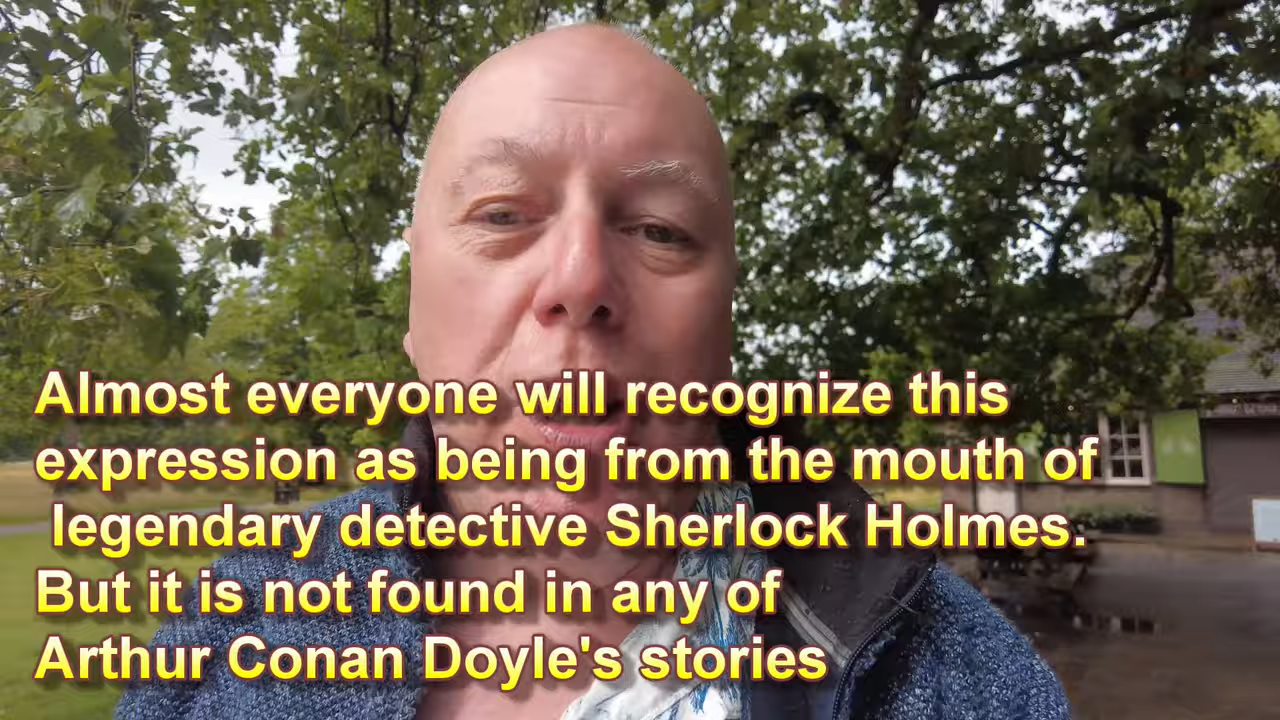 Almost everyone will recognize this
expression as being from the mouth of
legendary detective Sherlock Holmes.
But it is not found in any of
Arthur Conan Doyle's stories